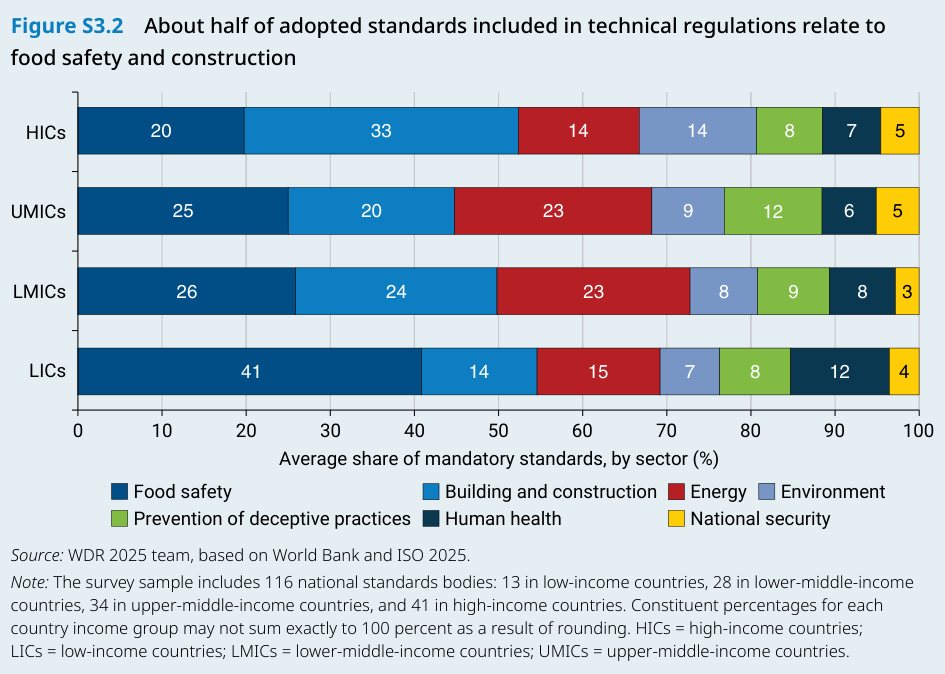 Figure S3.2 About half of adopted standards included in technical regulations relate to
food safety and construction
HICs 20 33 14 14 8 7 5
UMICs 25 20 23 9 12 6 5
LMICs 26 24 23 8 9 8 3
LICs 41 14 15 7 8 12 4
0 10 20 30 40 50 60 70 80 90 100
Average share of mandatory standards, by sector (%)
Food safety Building and construction Energy Environment
Prevention of deceptive practices Human health National security
Source: WDR 2025 team, based on World Bank and ISO 2025.
Note: The survey sample includes 116 national standards bodies: 13 in low-income countries, 28 in lower-middle-income
countries, 34 in upper-middle-income countries, and 41 in high-income countries. Constituent percentages for each
country income group may not sum exactly to 100 percent as a result of rounding. HICs = high-income countries;
LICs = low-income countries; LMICs = lower-middle-income countries; UMICs = upper-middle-income countries.